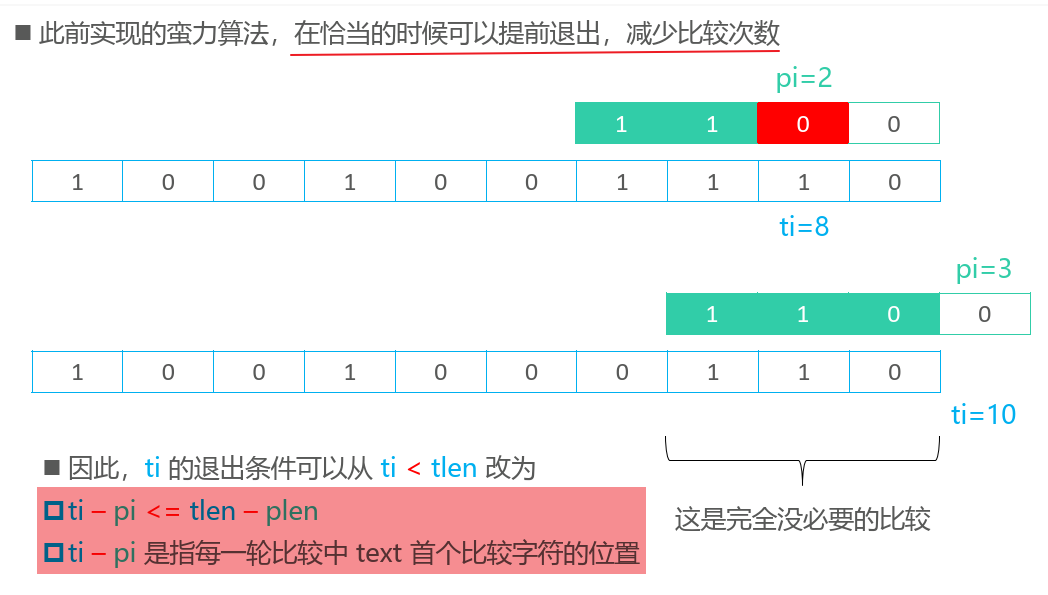 ■ 此前实现的蛮力算法，在恰当的时候可以提前退出，减少比较次数
pi=2
1 1 0 0
1 0 0 1 0 0 1 1 1 0
ti=8
pi=3
1 1 0 0
1 0 0 1 0 0 0 1 1 0
ti=10
■ 因此，ti 的退出条件可以从 ti < tlen 改为
ti – pi <= tlen – plen
ti – pi 是指每一轮比较中 text 首个比较字符的位置
这是完全没必要的比较